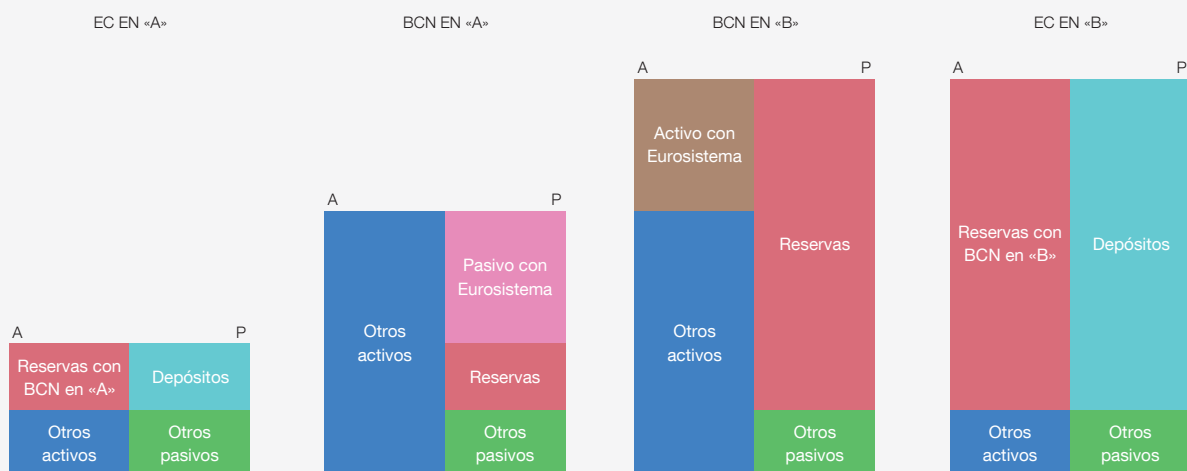 EC EN «A»
BCN EN «A»
BCN EN «B»
EC EN «B»
A
P
Reservas con
BCN en «A»
Depósitos
Otros
activos
Otros
pasivos
A
P
Otros
activos
Pasivo con
Eurosistema
Reservas
Otros
pasivos
A
P
Activo con
Eurosistema
Otros
activos
Reservas
Otros
pasivos
A
P
Reservas con
BCN en «B»
Depósitos
Otros
activos
Otros
pasivos